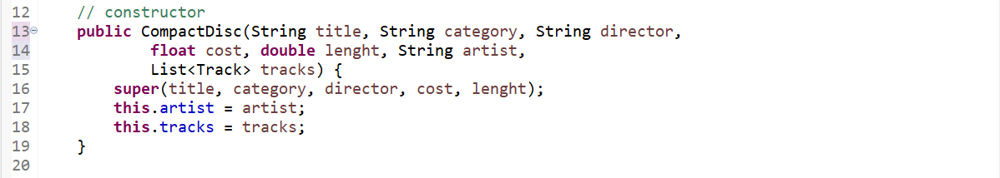 12 // constructor
13 public CompactDisc(String title, String category, String director,
14 float cost, double lenght, String artist,
15 List<Track> tracks) {
16 super(title, category, director, cost, lenght);
17 this.artist = artist;
18 this.tracks = tracks;
19 }
20